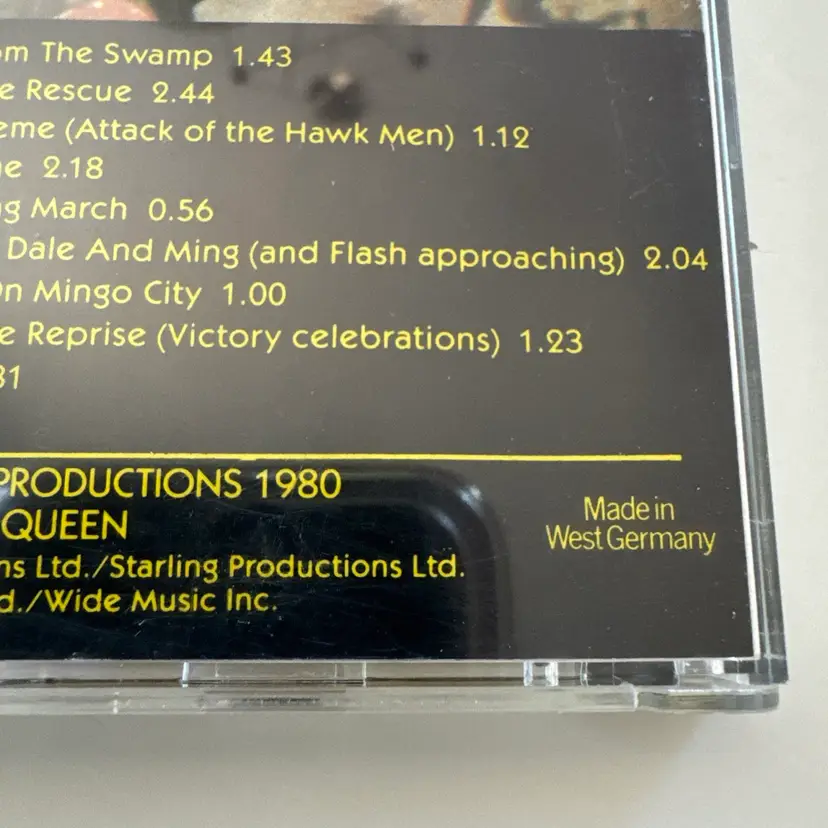 om The Swamp 1.43
e Rescue 2.44
eme (Attack of the Hawk Men) 1.12
e 2.18
g March 0.56
Dale And Ming (and Flash approaching) 2.04
On Mingo City 1.00
e Reprise (Victory celebrations) 1.23
31
PRODUCTIONS 1980
QUEEN
ns Ltd./Starling Productions Ltd.
d./Wide Music Inc.
Made in
West Germany